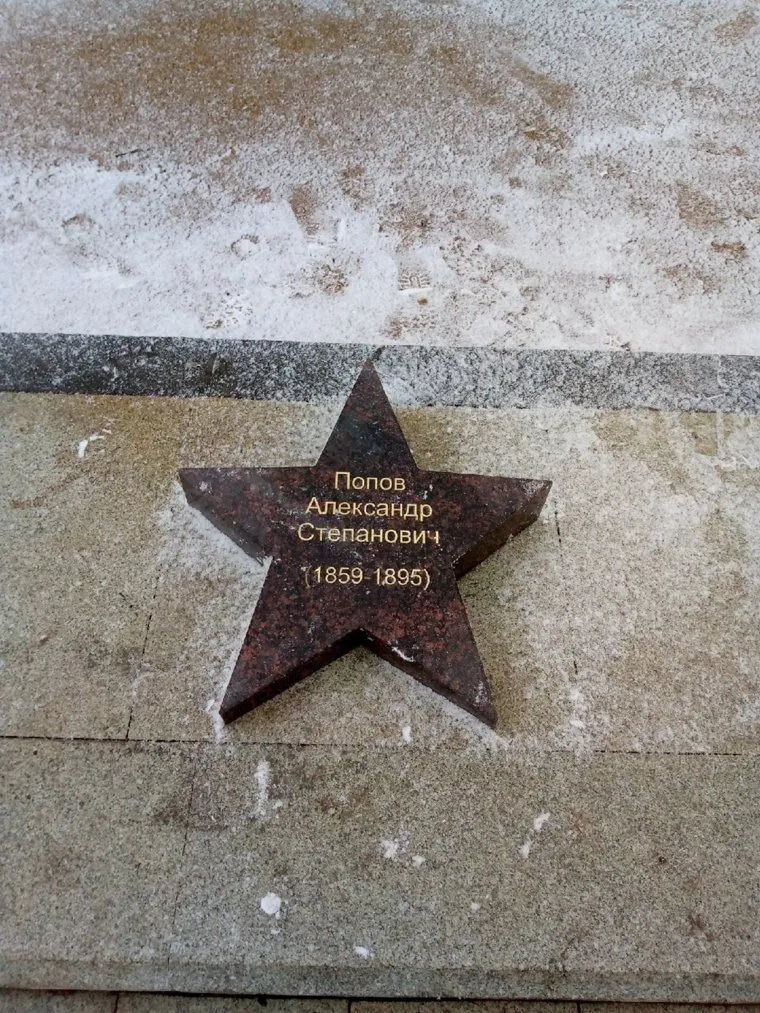 Попов
Александр
Степанович
(1859-1895)